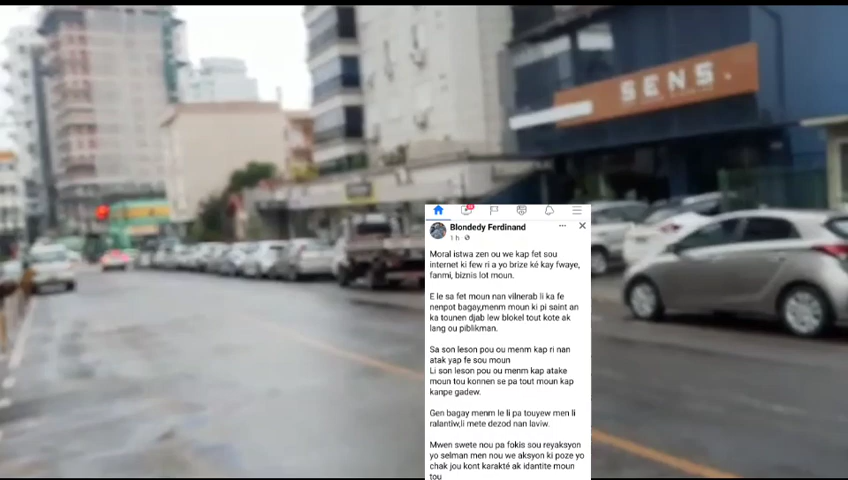 SENS
Blondedy Ferdinand
1 h
Moral istwa zen ou we kap fet sou
internet ki few ri a yo brize kè kay fwaye,
fanmi, biznis lot moun.
E le sa fet moun nan vilnerab li ka fe
nenpot bagay,menm moun ki pi saint an
ka tounen djab lew blokel tout kote ak
lang ou piblikman.
Sa son leson pou ou menm kap ri nan
atak yap fe sou moun
Li son leson pou ou menm kap atake
moun tou konnen se pa tout moun kap
kanpe gadew.
Gen bagay menm le li pa touyew men li
ralantiv,li mete dezod nan laviw.
Mwen swete nou pa fokis sou reyaksyon
yo selman men nou we aksyon ki poze yo
chak jou kont karakté ak idantite moun
tou